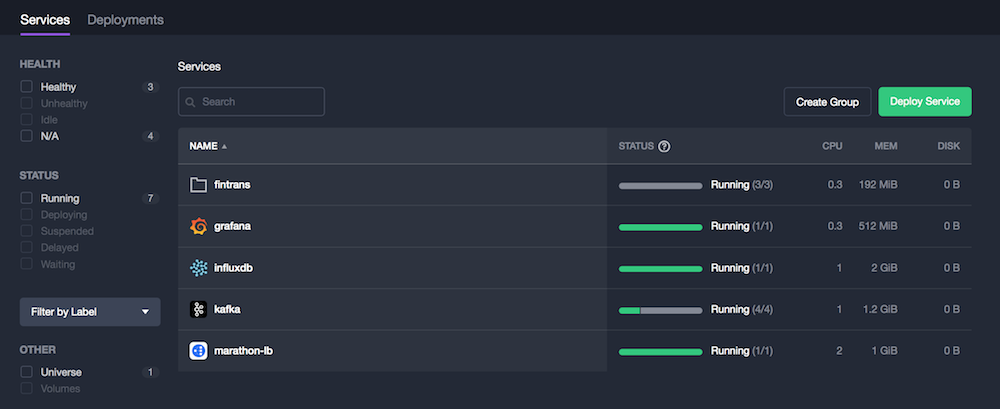 Services Deployments
HEALTH
Healthy 3
Unhealthy
Idle
N/A 4
STATUS
Running 7
Deploying
Suspended
Delayed
Waiting
Filter by Label
OTHER
Universe 1
Volumes
Services
Search
Create Group
Deploy Service
NAME STATUS ? CPU MEM DISK
fintrans Running (3/3) 0.3 192 MiB 0 B
grafana Running (1/1) 0.3 512 MiB 0 B
influxdb Running (1/1) 1 2 GiB 0 B
kafka Running (4/4) 1 1.2 GiB 0 B
marathon-lb Running (1/1) 2 1 GiB 0 B